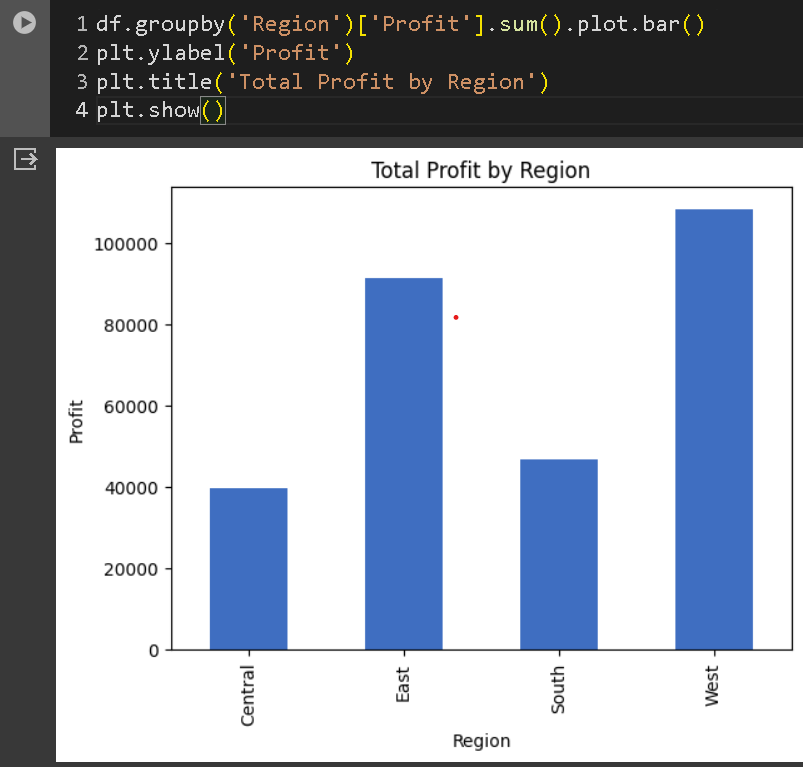 1 df.groupby('Region')['Profit'].sum().plot.bar()
2 plt.ylabel('Profit')
3 plt.title('Total Profit by Region')
4 plt.show()
Total Profit by Region
100000
80000
60000
40000
20000
0
Profit
Central
East
South
West
Region